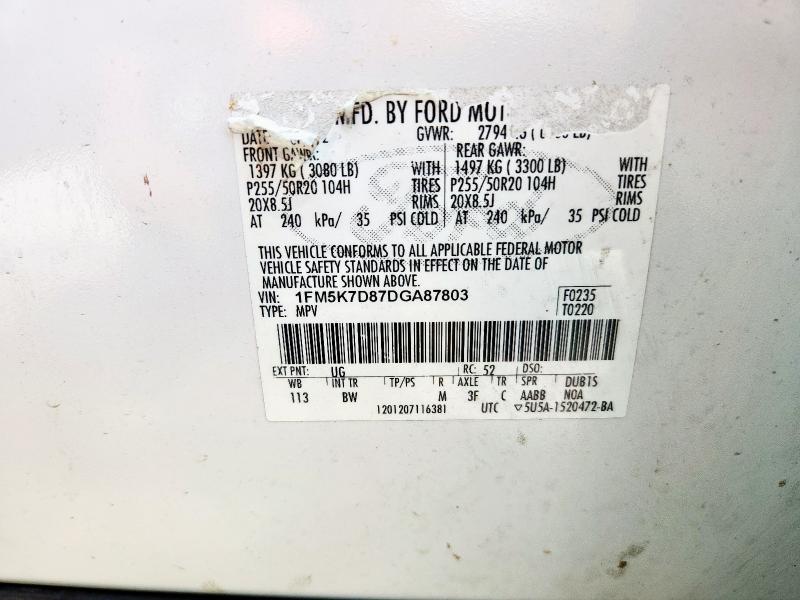 MFD. BY FORD MOT
DATE: GVWR: 2794
FRONT GAWR: REAR GAWR:
1397 KG ( 3080 LB) WITH 1497 KG ( 3300 LB) WITH
P255/50R20 104H TIRES P255/50R20 104H TIRES
20X8.5J RIMS 20X8.5J RIMS
AT 240 kPa/ 35 PSI COLD AT 240 kPa/ 35 PSI COLD
THIS VEHICLE CONFORMS TO ALL APPLICABLE FEDERAL MOTOR
VEHICLE SAFETY STANDARDS IN EFFECT ON THE DATE OF
MANUFACTURE SHOWN ABOVE.
VIN: 1FM5K7D87DGA87803 F0235
TYPE: MPV T0220
EXT PNT: UG RC: 52 DSO:
WB INT TR TP/PS R AXLE TR SPR DUB1S
113 BW M 3F C AABB NOA
1201207116381 UTC ▽5U5A-1520472-BA